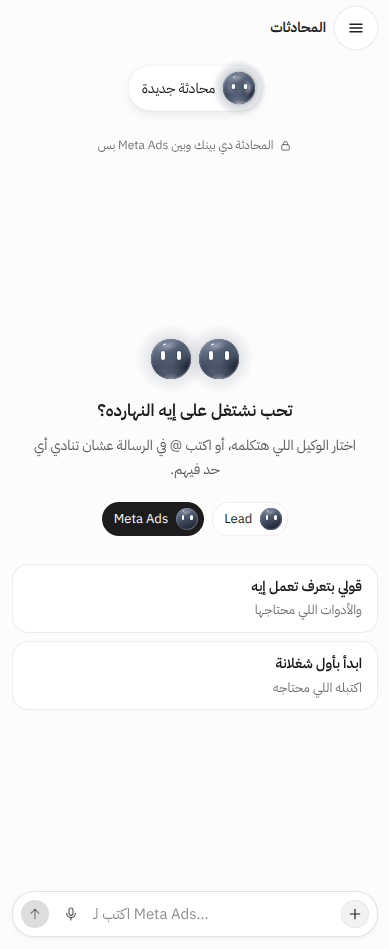 المحادثات
محادثة جديدة
المحادثة دي بينك وبين Meta Ads بس
تحب نشتغل على إيه النهارده؟
اختار الوكيل اللي هتكلمه، أو اكتب @ في الرسالة عشان تنادي أي
حد فيهم.
Lead
Meta Ads
قولي بتعرف تعمل إيه
والأدوات اللي محتاجها
ابدأ بأول شغلانة
اكتبله اللي محتاجه
اكتب لـ Meta Ads...